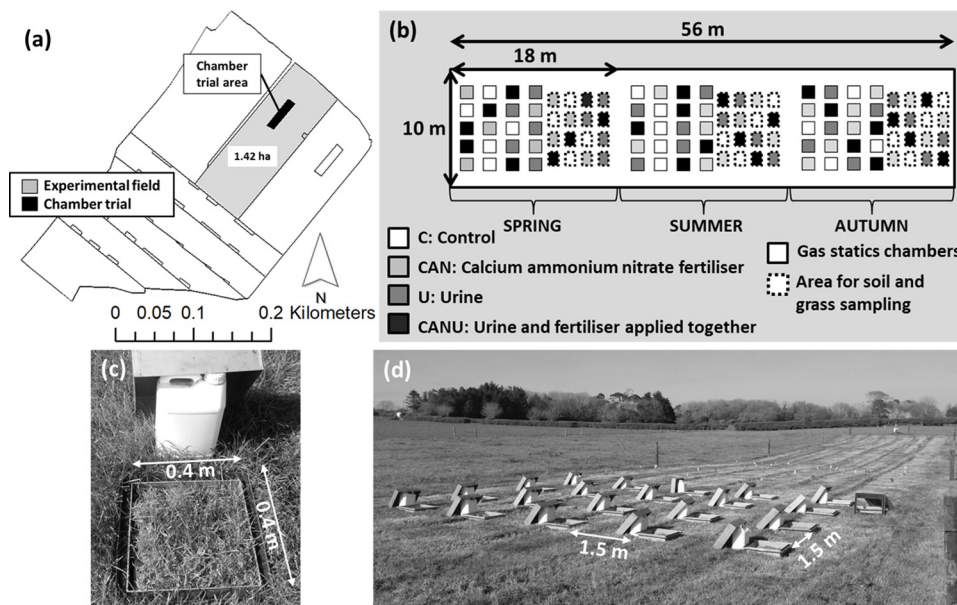 (a)
Chamber
trial area
1.42 ha
Experimental field
Chamber trial
N
0 0.05 0.1 0.2 Kilometers
(b)
56 m
18 m
10 m
SPRING SUMMER AUTUMN
C: Control
CAN: Calcium ammonium nitrate fertiliser
U: Urine
CANU: Urine and fertiliser applied together
Gas statics chambers
Area for soil and
grass sampling
(c)
0.4 m
0.4 m
(d)
1.5 m
1.5 m